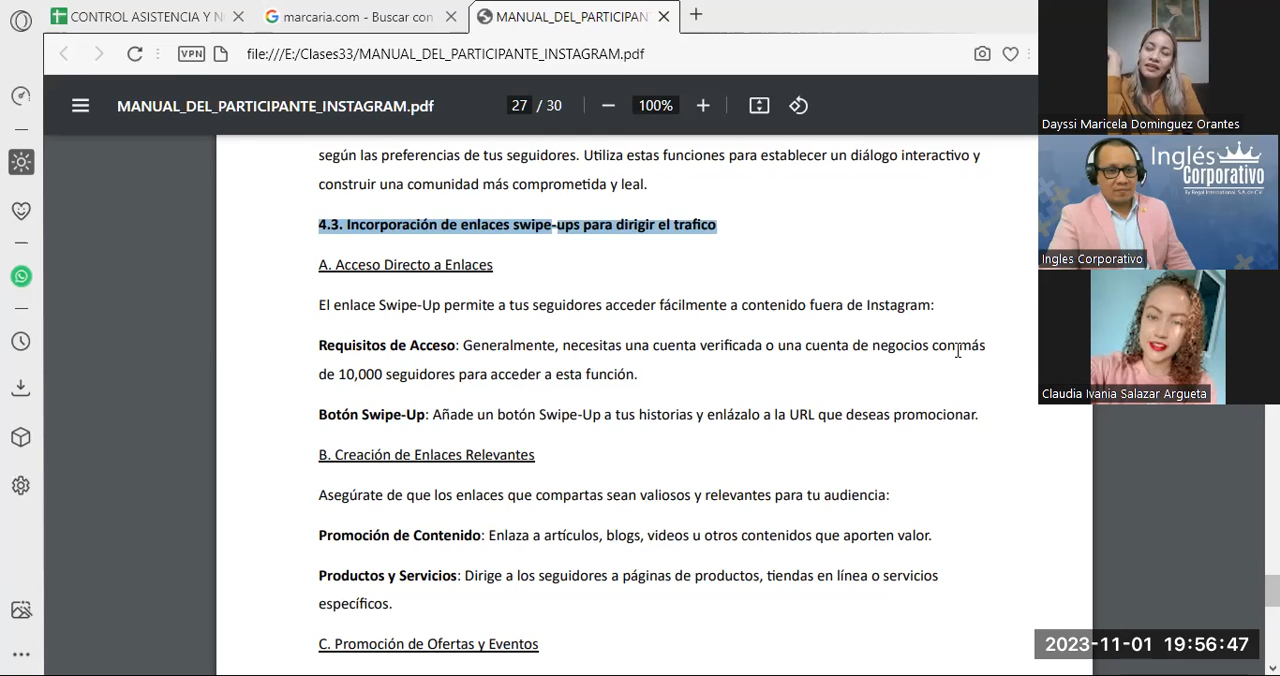 CONTROL ASISTENCIA Y N
marcaria.com - Buscar con
MANUAL_DEL_PARTICIPAN
VPN
file:///E:/Clases33/MANUAL_DEL_PARTICIPANTE_INSTAGRAM.pdf
MANUAL_DEL_PARTICIPANTE_INSTAGRAM.pdf
27 / 30
100%
según las preferencias de tus seguidores. Utiliza estas funciones para establecer un diálogo interactivo y
construir una comunidad más comprometida y leal.
4.3. Incorporación de enlaces swipe-ups para dirigir el trafico
A. Acceso Directo a Enlaces
El enlace Swipe-Up permite a tus seguidores acceder fácilmente a contenido fuera de Instagram:
Requisitos de Acceso: Generalmente, necesitas una cuenta verificada o una cuenta de negocios con más
de 10,000 seguidores para acceder a esta función.
Botón Swipe-Up: Añade un botón Swipe-Up a tus historias y enlázalo a la URL que deseas promocionar.
B. Creación de Enlaces Relevantes
Asegúrate de que los enlaces que compartas sean valiosos y relevantes para tu audiencia:
Promoción de Contenido: Enlaza a artículos, blogs, videos u otros contenidos que aporten valor.
Productos y Servicios: Dirige a los seguidores a páginas de productos, tiendas en línea o servicios
específicos.
C. Promoción de Ofertas y Eventos
Dayssi Maricela Dominguez Orantes
Inglés
Corporativo
By Regal International, S.A. de C.V.
Ingles Corporativo
Claudia Ivania Salazar Argueta
2023-11-01 19:56:47